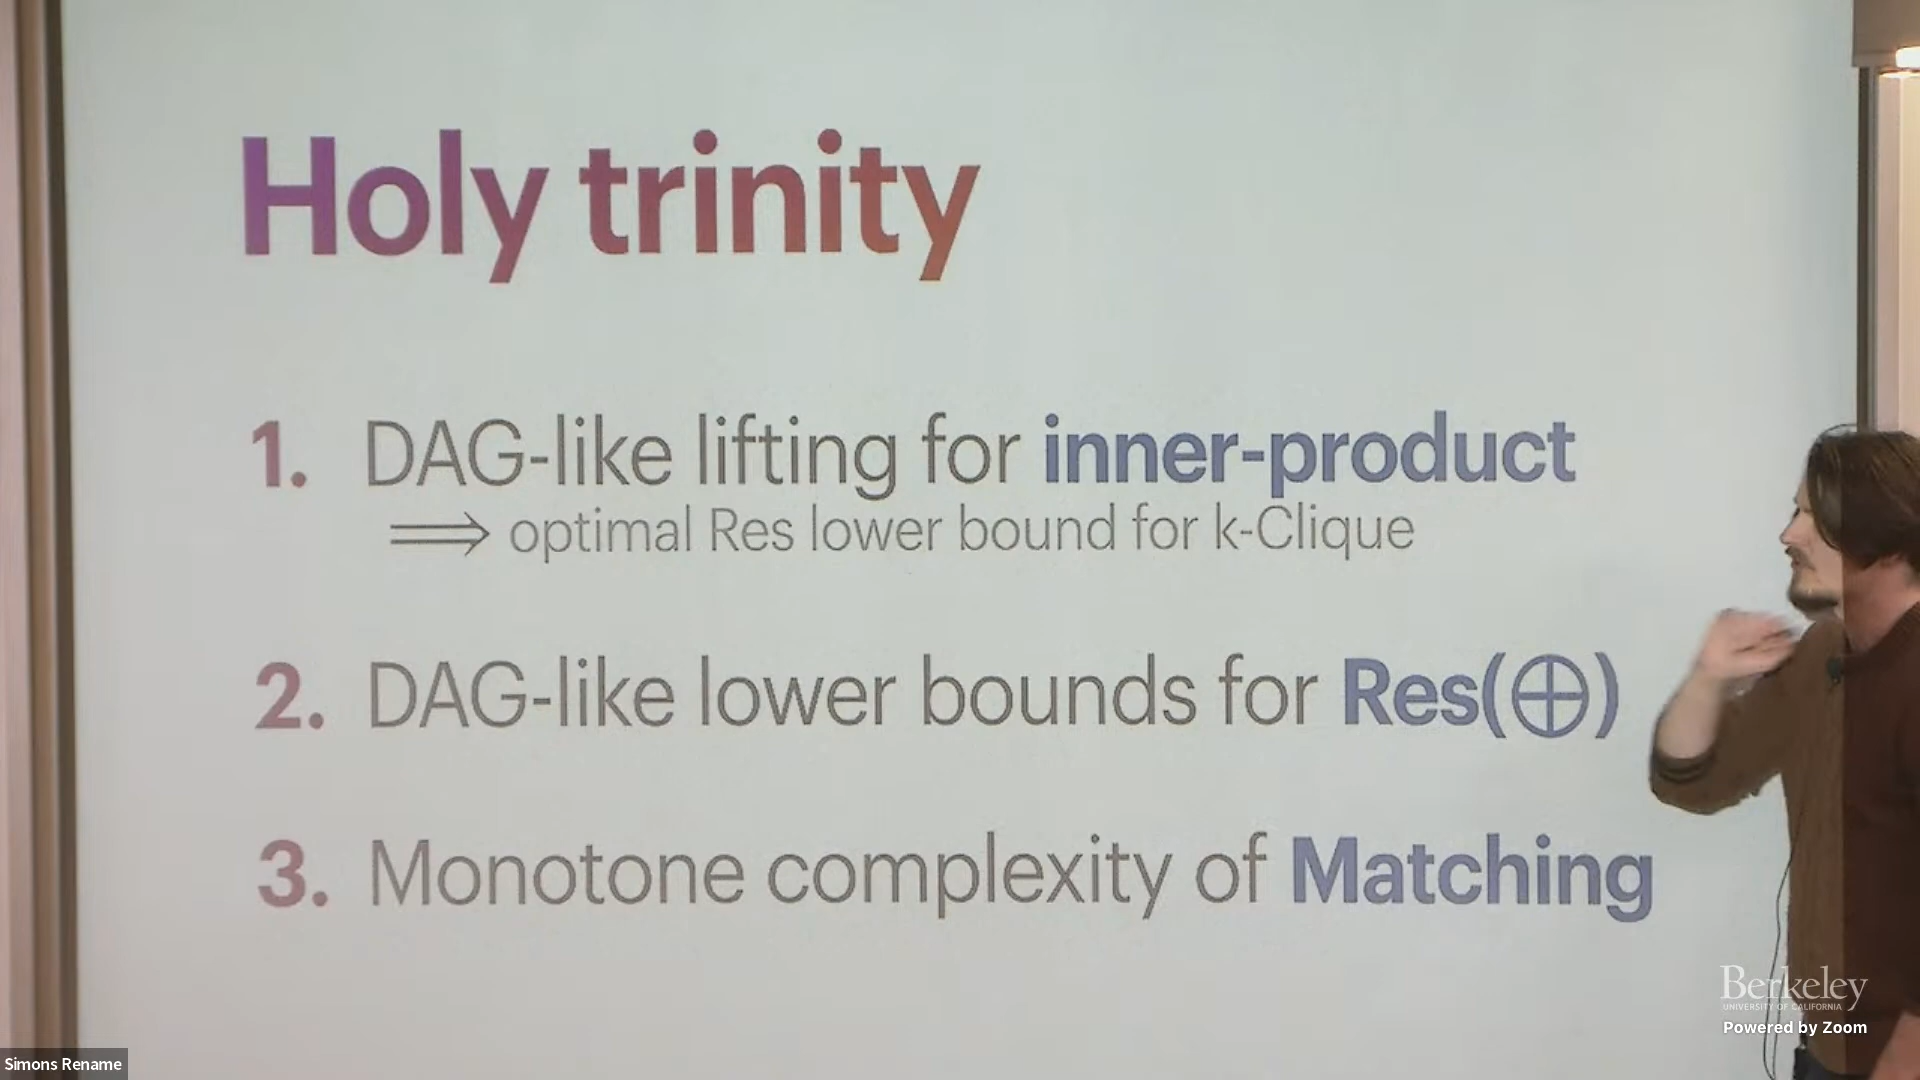 Holy trinity
1. DAG-like lifting for inner-product
⟹ optimal Res lower bound for k-Clique
2. DAG-like lower bounds for Res(⊕)
3. Monotone complexity of Matching
Berkeley
UNIVERSITY OF CALIFORNIA
Powered by Zoom
Simons Rename